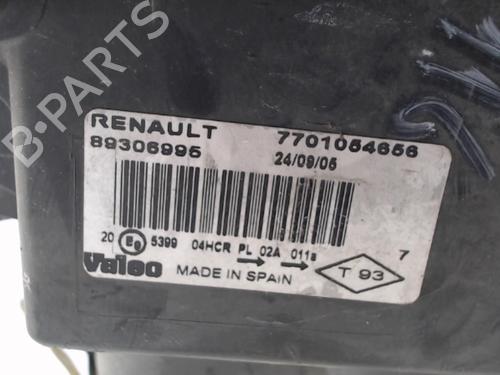 B-PARTS
RENAULT 7701054656
89306995 24/09/05
20 E9 5399 04HCR PL 02A 011a 7
Valeo MADE IN SPAIN T 93